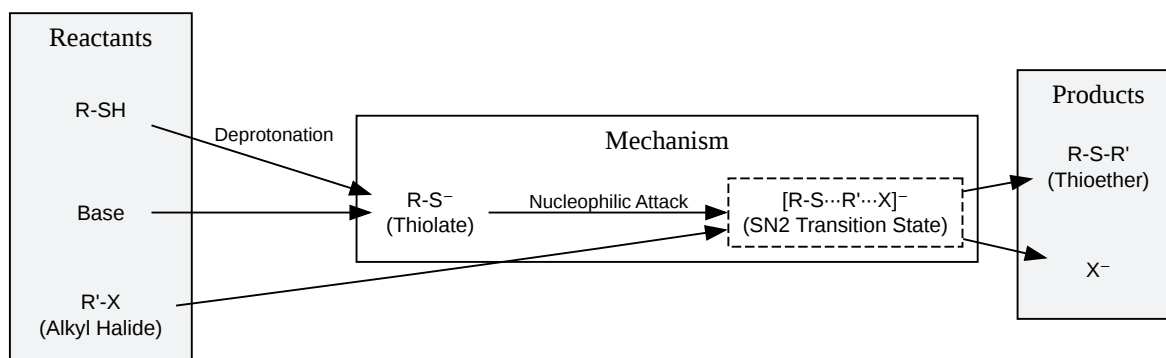 Reactants
R-SH
Base
R'-X
(Alkyl Halide)
Deprotonation
Mechanism
R-S⁻
(Thiolate)
Nucleophilic Attack
[R-S···R'···X]⁻
(SN2 Transition State)
Products
R-S-R'
(Thioether)
X⁻